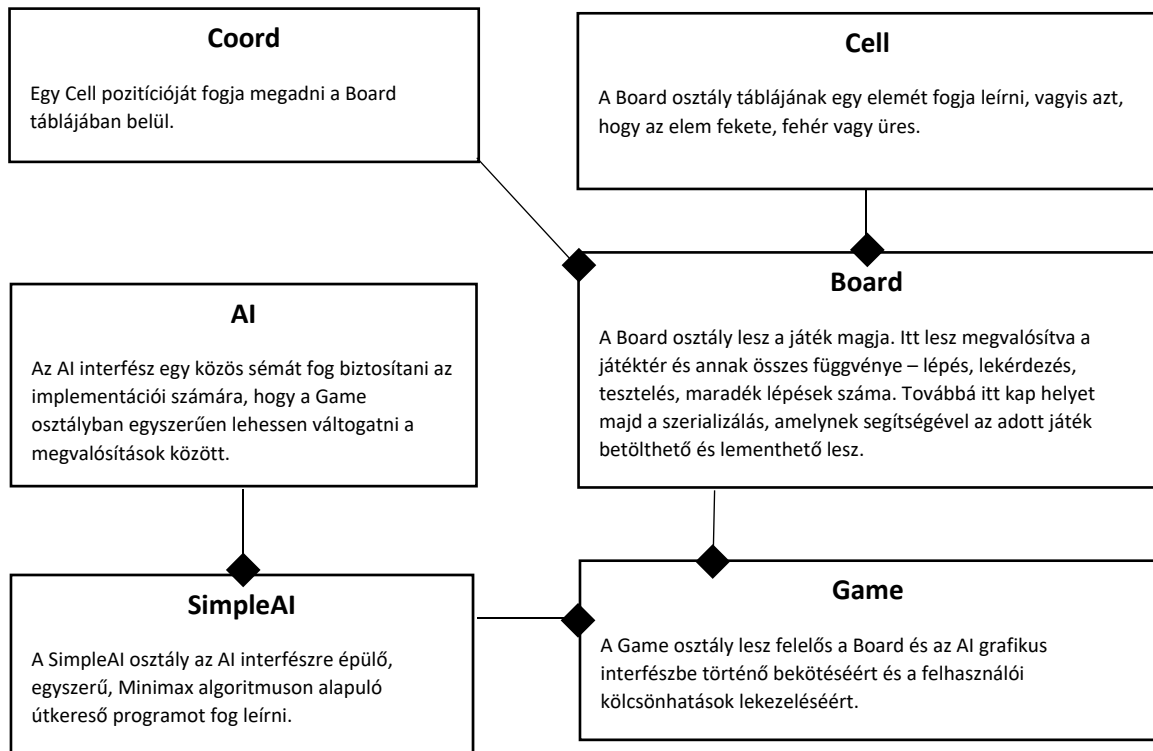 Coord
Egy Cell pozitícióját fogja megadni a Board
táblájában belül.
Cell
A Board osztály táblájának egy elemét fogja leírni, vagyis azt,
hogy az elem fekete, fehér vagy üres.
AI
Az AI interfész egy közös sémát fog biztosítani az
implementációi számára, hogy a Game
osztályban egyszerűen lehessen váltogatni a
megvalósítások között.
Board
A Board osztály lesz a játék magja. Itt lesz megvalósítva a
játéktér és annak összes függvénye – lépés, lekérdezés,
tesztelés, maradék lépések száma. Továbbá itt kap helyet
majd a szerializálás, amelynek segítségével az adott játék
betölthető és lementhető lesz.
SimpleAI
A SimpleAI osztály az AI interfészre épülő,
egyszerű, Minimax algoritmuson alapuló
útkereső programot fog leírni.
Game
A Game osztály lesz felelős a Board és az AI grafikus
interfészbe történő bekötéséért és a felhasználói
kölcsönhatások lekezeléséért.